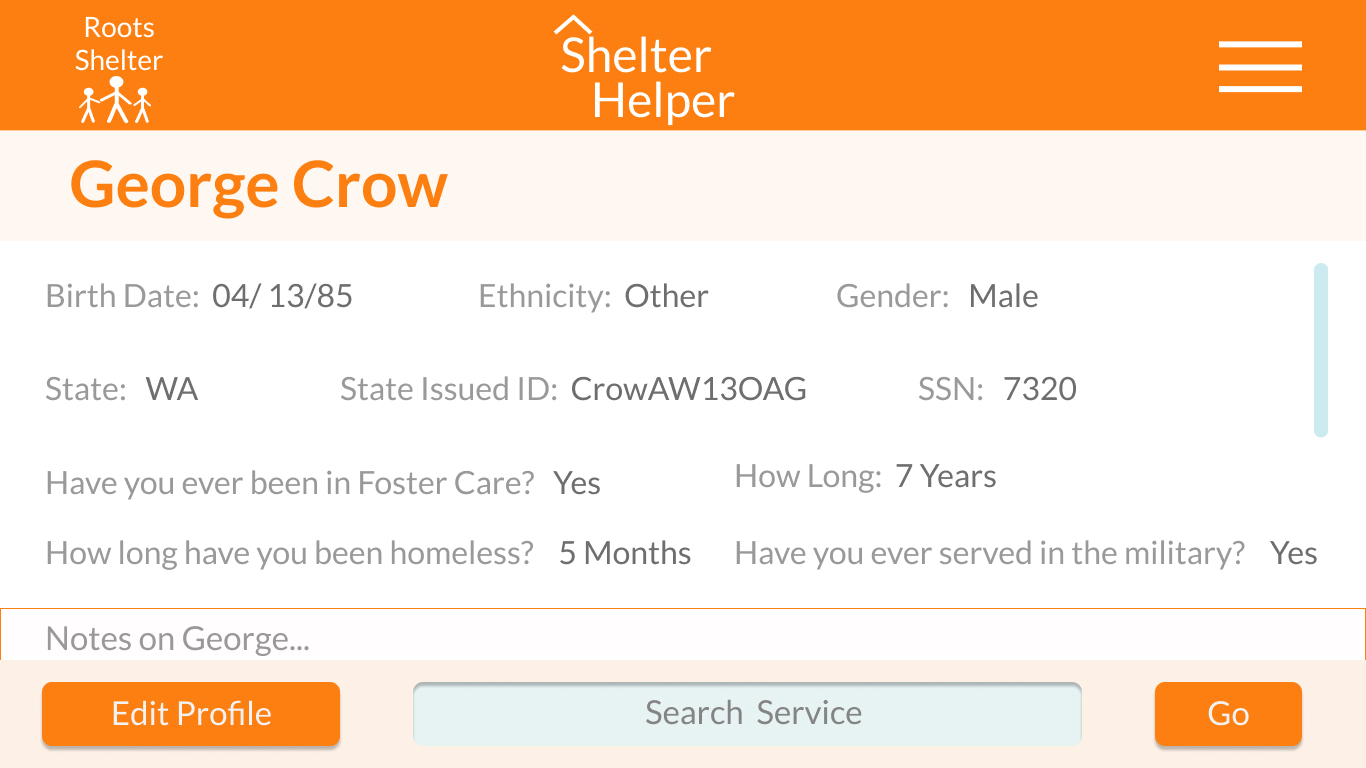 Roots
Shelter
Shelter
Helper
George Crow
Birth Date: 04/ 13/85 Ethnicity: Other Gender: Male
State: WA State Issued ID: CrowAW13OAG SSN: 7320
Have you ever been in Foster Care? Yes How Long: 7 Years
How long have you been homeless? 5 Months Have you ever served in the military? Yes
Notes on George...
Edit Profile Search Service Go